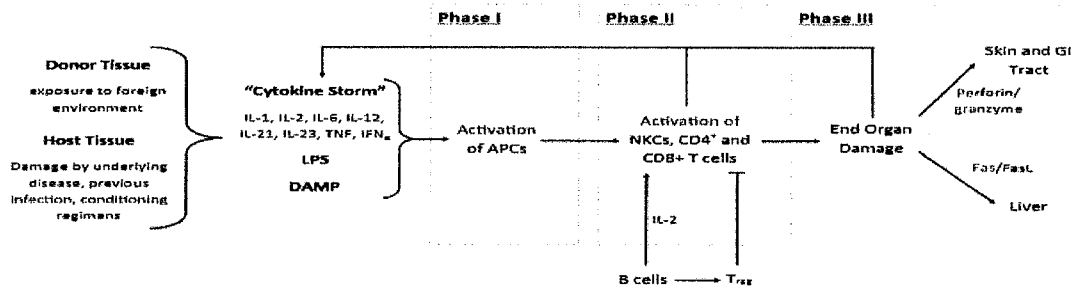 Phase I
Phase II
Phase III
Donor Tissue
exposure to foreign
environment
Host Tissue
Damage by underlying
disease, previous
infection, conditioning
regimens
"Cytokine Storm"
IL-1, IL-2, IL-6, IL-12,
IL-21, IL-23, TNF, IFN
LPS
DAMP
Activation
of APCs
Activation of
NKCs, CD4⁺ and
CD8+ T cells
IL-2
B cells
Treg
End Organ
Damage
Skin and GI
Tract
Perforin/
granzyme
Fas/FasL
Liver